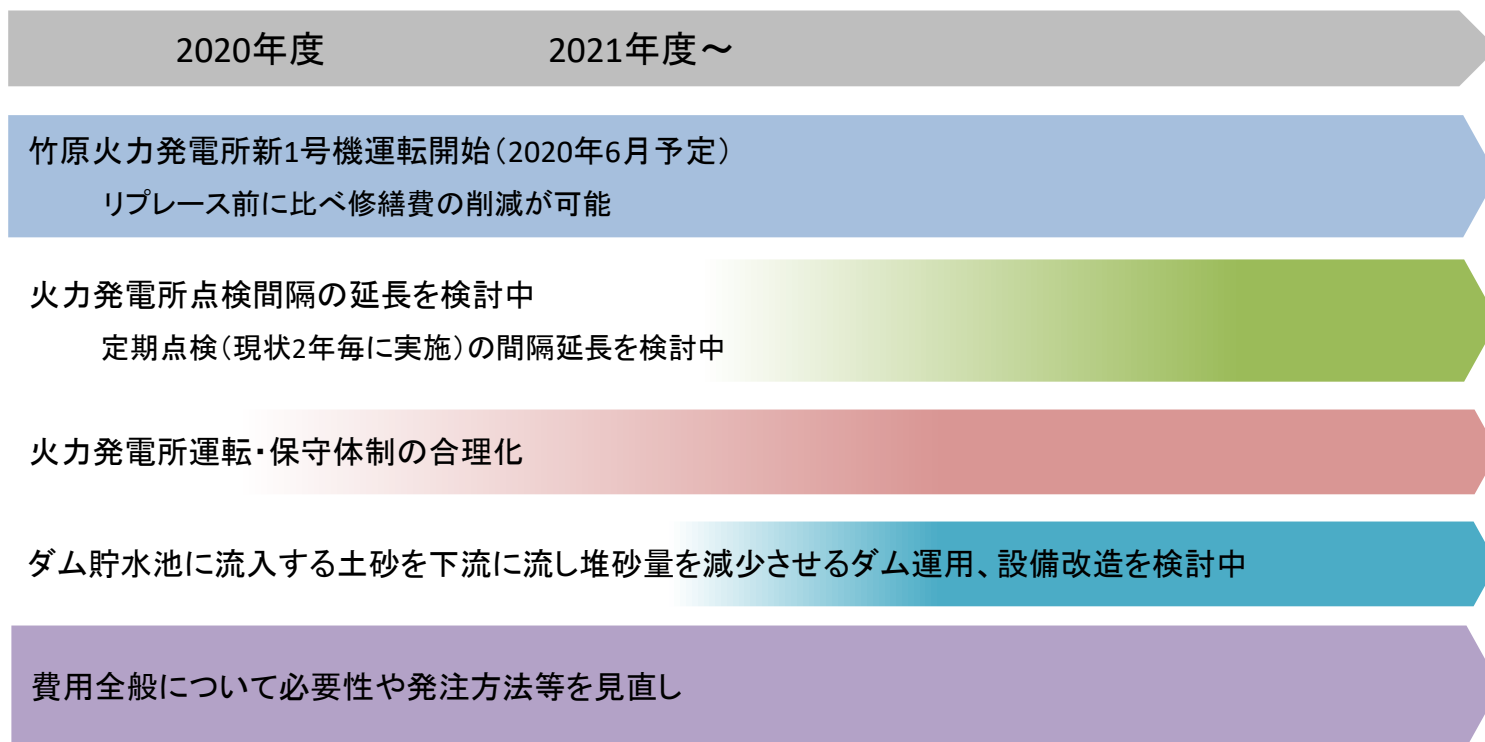 2020年度 2021年度～
竹原火力発電所新1号機運転開始（2020年6月予定）
リプレース前に比べ修繕費の削減が可能
火力発電所点検間隔の延長を検討中
定期点検（現状2年毎に実施）の間隔延長を検討中
火力発電所運転・保守体制の合理化
ダム貯水池に流入する土砂を下流に流し堆砂量を減少させるダム運用、設備改造を検討中
費用全般について必要性や発注方法等を見直し